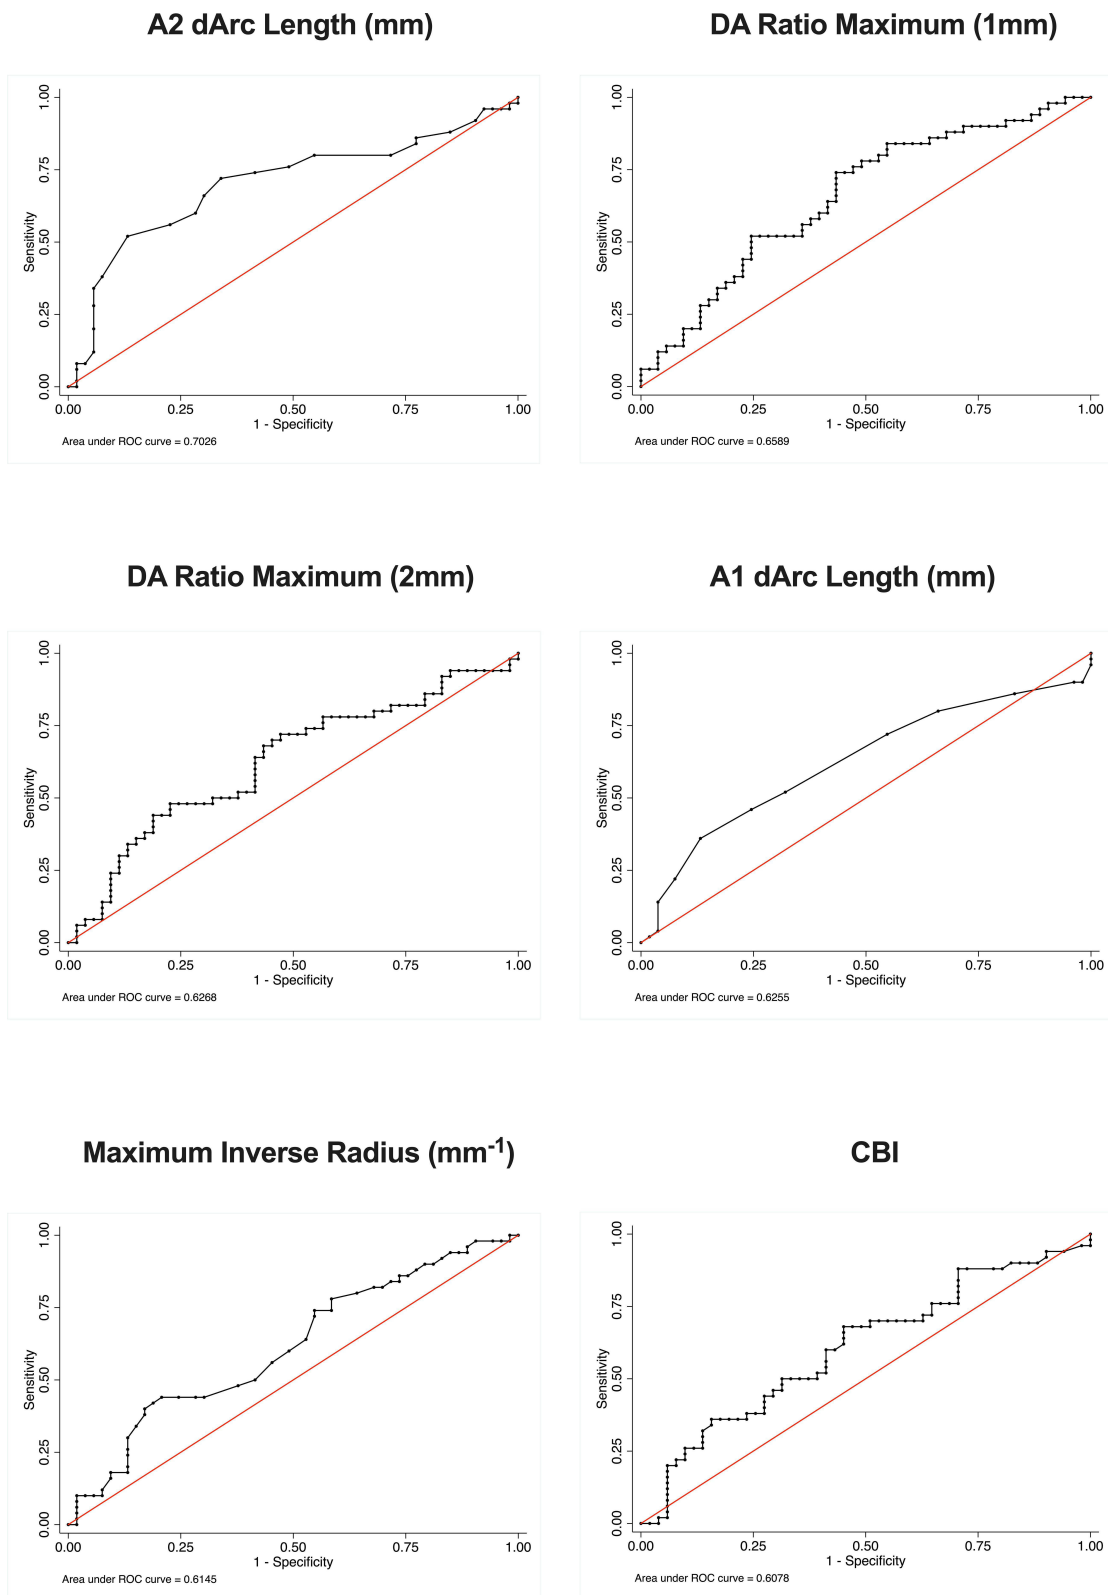 A2 dArc Length (mm)
1.00
0.75
0.50
0.25
0.00
Sensitivity
0.00 0.25 0.50 0.75 1.00
1 - Specificity
Area under ROC curve = 0.7026
DA Ratio Maximum (1mm)
1.00
0.75
0.50
0.25
0.00
Sensitivity
0.00 0.25 0.50 0.75 1.00
1 - Specificity
Area under ROC curve = 0.6589
DA Ratio Maximum (2mm)
1.00
0.75
0.50
0.25
0.00
Sensitivity
0.00 0.25 0.50 0.75 1.00
1 - Specificity
Area under ROC curve = 0.6268
A1 dArc Length (mm)
1.00
0.75
0.50
0.25
0.00
Sensitivity
0.00 0.25 0.50 0.75 1.00
1 - Specificity
Area under ROC curve = 0.6255
Maximum Inverse Radius (mm⁻¹)
1.00
0.75
0.50
0.25
0.00
Sensitivity
0.00 0.25 0.50 0.75 1.00
1 - Specificity
Area under ROC curve = 0.6145
CBI
1.00
0.75
0.50
0.25
0.00
Sensitivity
0.00 0.25 0.50 0.75 1.00
1 - Specificity
Area under ROC curve = 0.6078